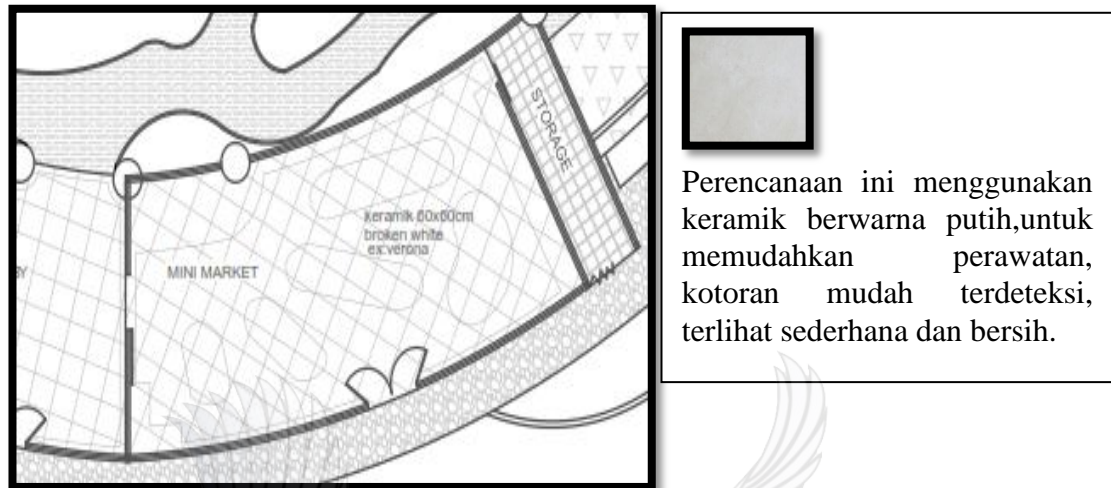 STORAGE
keramik 60x60cm
broken white
ex:verona
BY
MINI MARKET
Perencanaan ini menggunakan
keramik berwarna putih,untuk
memudahkan perawatan,
kotoran mudah terdeteksi,
terlihat sederhana dan bersih.